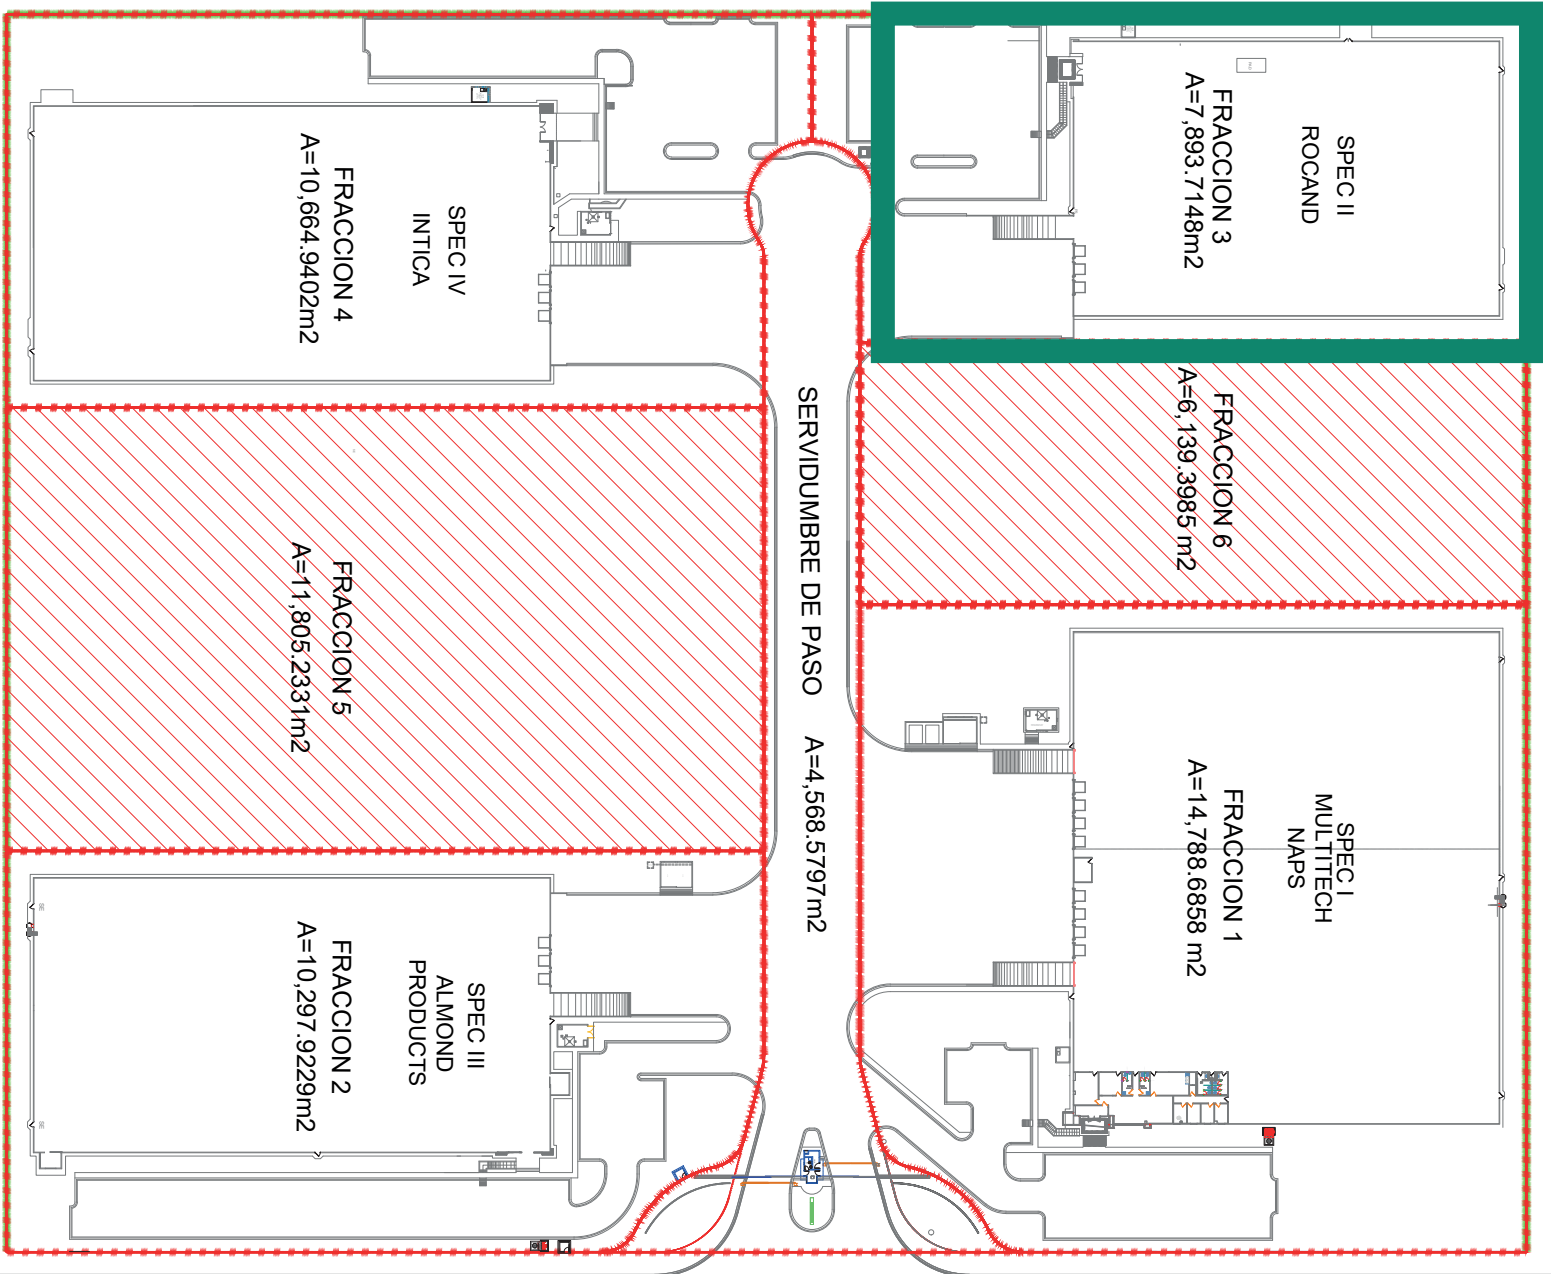 SPEC II
ROCAND
FRACCION 3
A=7,893.7148m2
SPEC IV
INTICA
FRACCION 4
A=10,664.9402m2
FRACCION 6
A=6,139.3985 m2
SERVIDUMBRE DE PASO A=4,568.5797m2
FRACCION 5
A=11,805.2331m2
SPEC I
MULTITECH
NAPS
FRACCION 1
A=14,788.6858 m2
SPEC III
ALMOND
PRODUCTS
FRACCION 2
A=10,297.9229m2